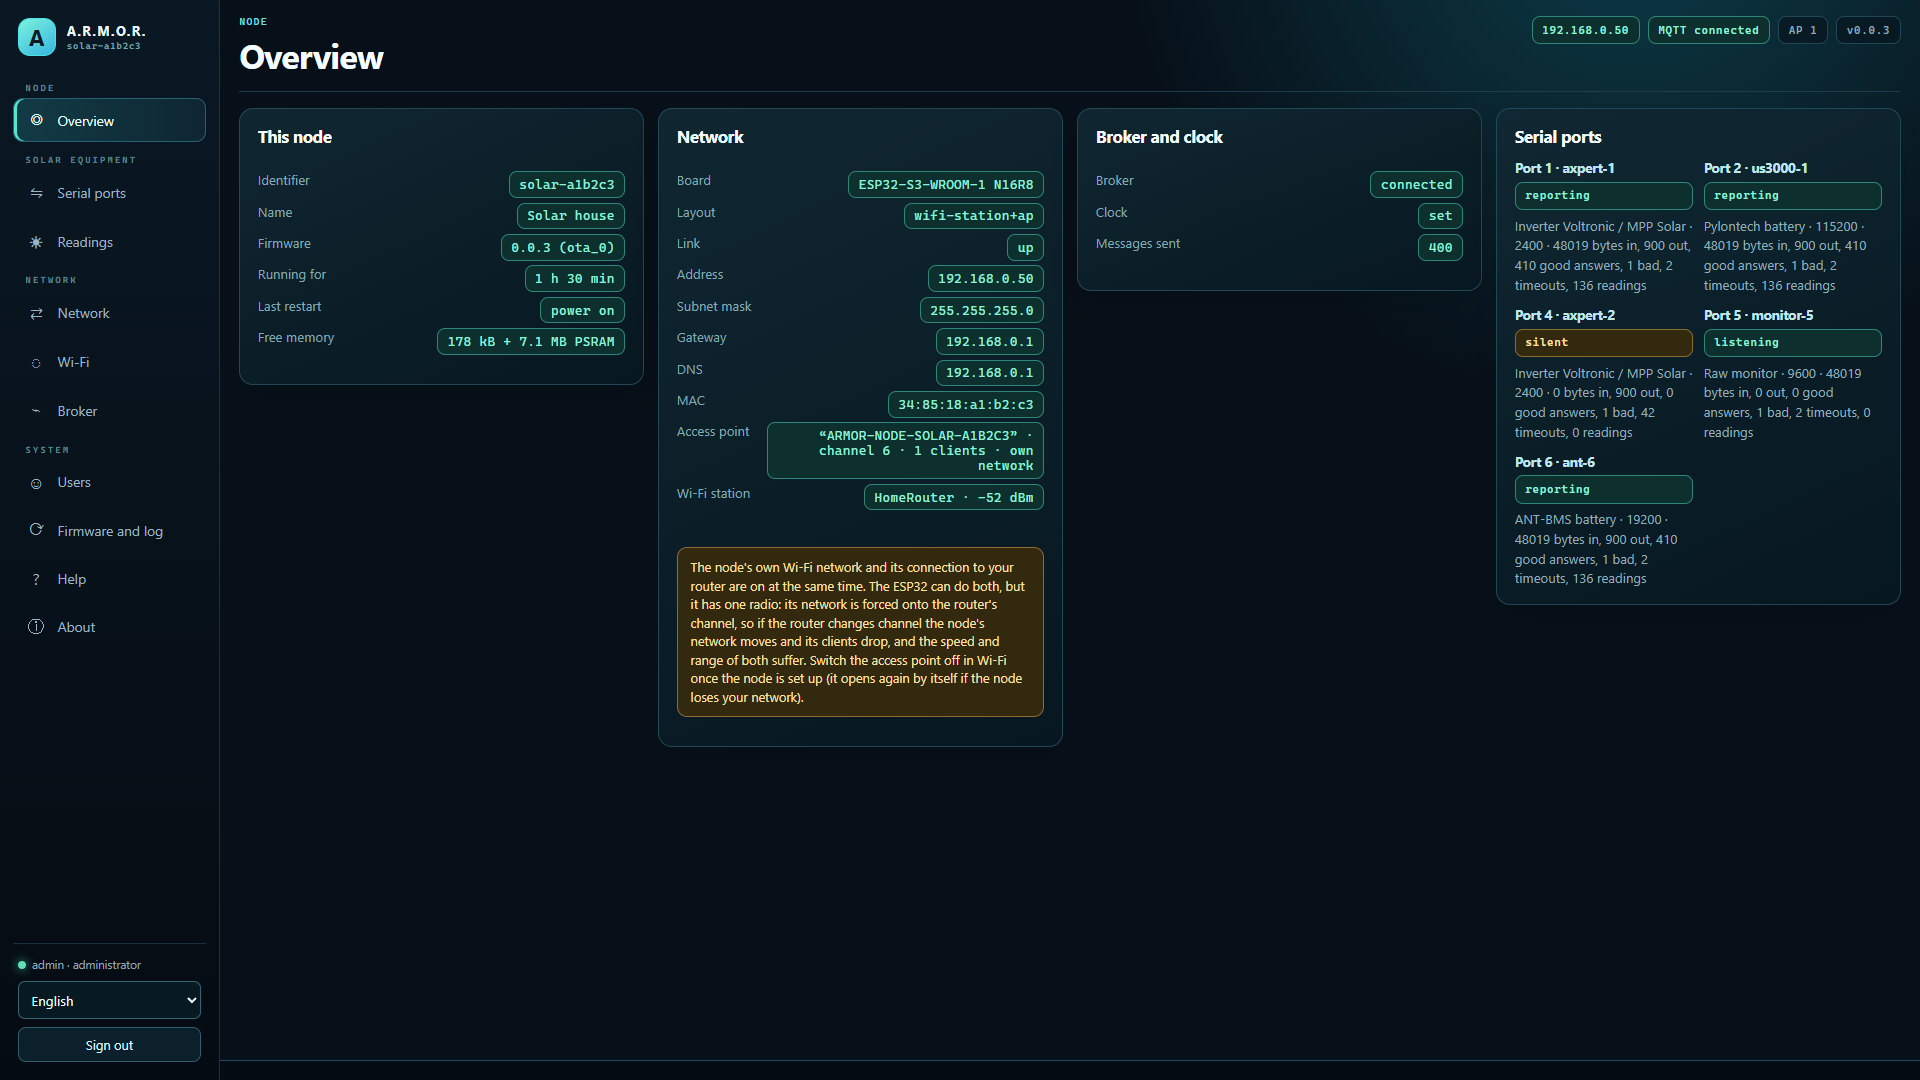 A
A.R.M.O.R.
solar-a1b2c3
NODE
Overview
SOLAR EQUIPMENT
Serial ports
Readings
NETWORK
Network
Wi-Fi
Broker
SYSTEM
Users
Firmware and log
? Help
About
admin · administrator
English
Sign out
NODE
Overview
192.168.0.50
MQTT connected
AP 1
v0.0.3
This node
Identifier solar-a1b2c3
Name Solar house
Firmware 0.0.3 (ota_0)
Running for 1 h 30 min
Last restart power on
Free memory 178 kB + 7.1 MB PSRAM
Network
Board ESP32-S3-WROOM-1 N16R8
Layout wifi-station+ap
Link up
Address 192.168.0.50
Subnet mask 255.255.255.0
Gateway 192.168.0.1
DNS 192.168.0.1
MAC 34:85:18:a1:b2:c3
Access point “ARMOR-NODE-SOLAR-A1B2C3” ·
channel 6 · 1 clients · own
network
Wi-Fi station HomeRouter · −52 dBm
The node's own Wi-Fi network and its connection to your
router are on at the same time. The ESP32 can do both, but
it has one radio: its network is forced onto the router's
channel, so if the router changes channel the node's
network moves and its clients drop, and the speed and
range of both suffer. Switch the access point off in Wi-Fi
once the node is set up (it opens again by itself if the node
loses your network).
Broker and clock
Broker connected
Clock set
Messages sent 400
Serial ports
Port 1 · axpert-1
reporting
Inverter Voltronic / MPP Solar ·
2400 · 48019 bytes in, 900 out,
410 good answers, 1 bad, 2
timeouts, 136 readings
Port 2 · us3000-1
reporting
Pylontech battery · 115200 ·
48019 bytes in, 900 out, 410
good answers, 1 bad, 2
timeouts, 136 readings
Port 4 · axpert-2
silent
Inverter Voltronic / MPP Solar ·
2400 · 0 bytes in, 900 out, 0
good answers, 1 bad, 42
timeouts, 0 readings
Port 5 · monitor-5
listening
Raw monitor · 9600 · 48019
bytes in, 0 out, 0 good
answers, 1 bad, 2 timeouts, 0
readings
Port 6 · ant-6
reporting
ANT-BMS battery · 19200 ·
48019 bytes in, 900 out, 410
good answers, 1 bad, 2
timeouts, 136 readings